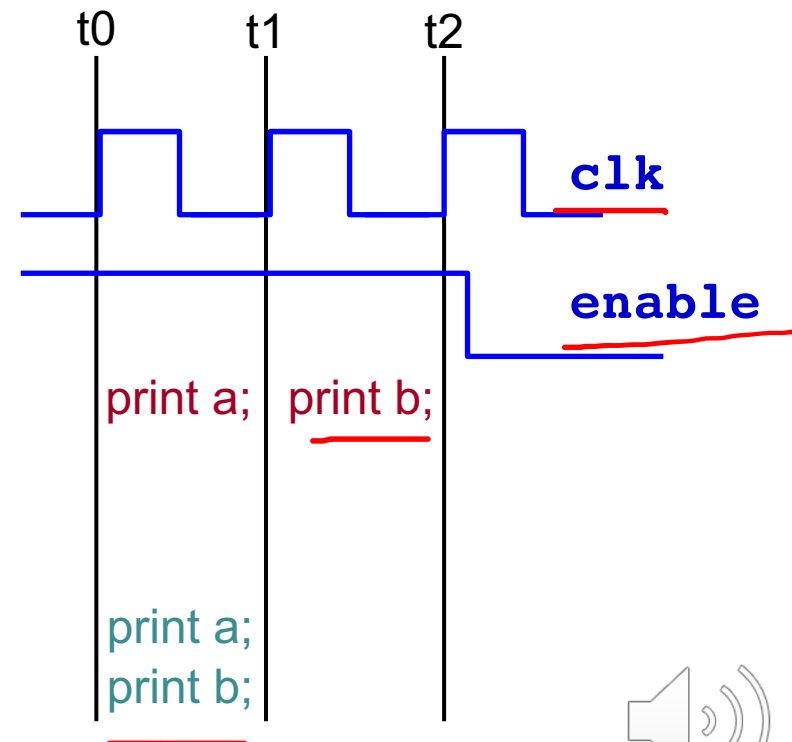 t0 t1 t2
clk
enable
print a; print b;
print a;
print b;